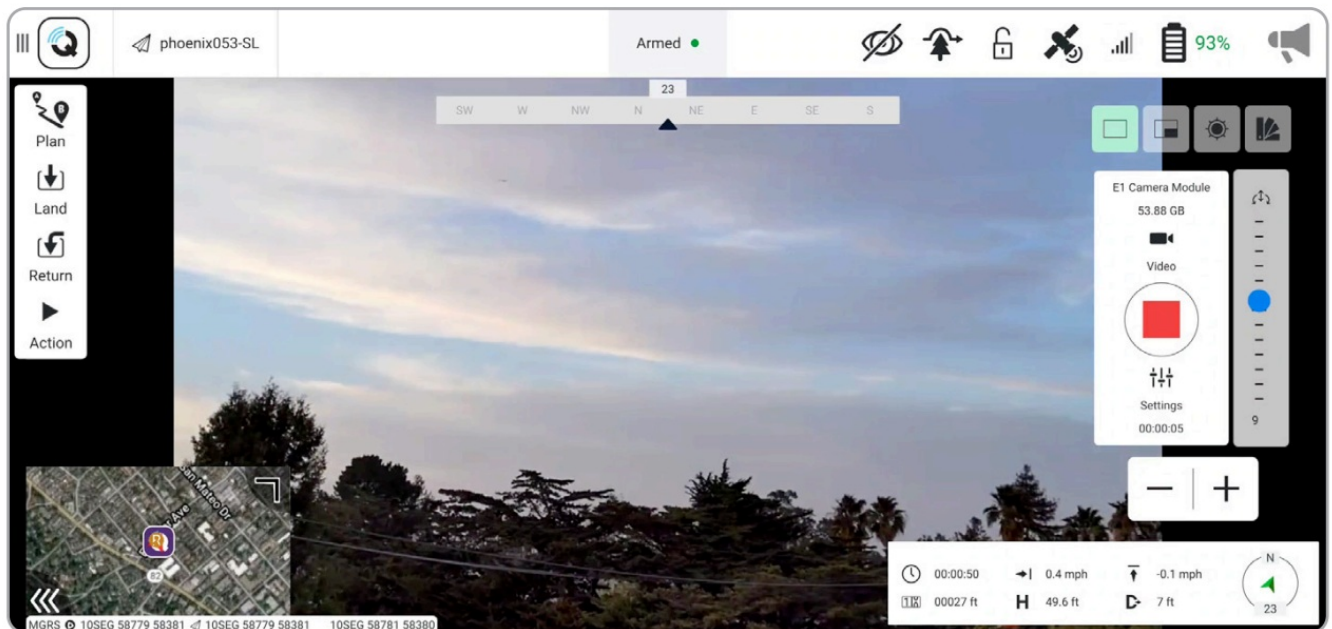 phoenix053-SL
Armed
93%
Plan
Land
Return
Action
23
SW W NW N NE E SE S
E1 Camera Module
53.88 GB
Video
Settings
00:00:05
9
San Mateo Dr
Ave
82
MGRS 10SEG 58779 58381 10SEG 58779 58381 10SEG 58781 58380
00:00:50 0.4 mph -0.1 mph
00027 ft H 49.6 ft D 7 ft
N
23